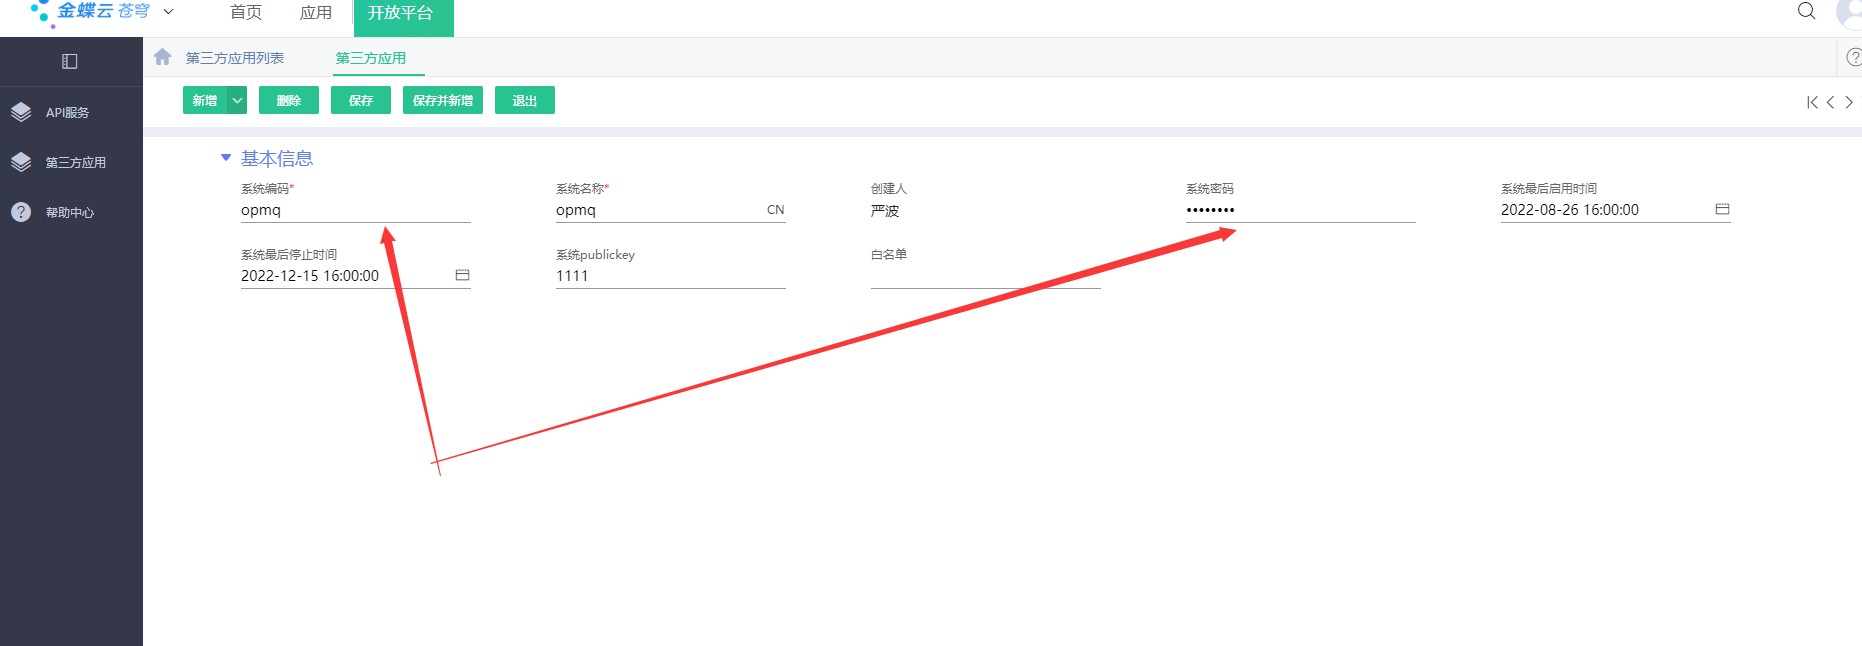 金蝶云 苍穹
首页 应用 开放平台
第三方应用列表 第三方应用
新增 删除 保存 保存并新增 退出
API服务
第三方应用
帮助中心
基本信息
系统编码* 系统名称* 创建人 系统密码 系统最后启用时间
opmq opmq CN 严波 •••••••• 2022-08-26 16:00:00
系统最后停止时间 系统publickey 白名单
2022-12-15 16:00:00 1111